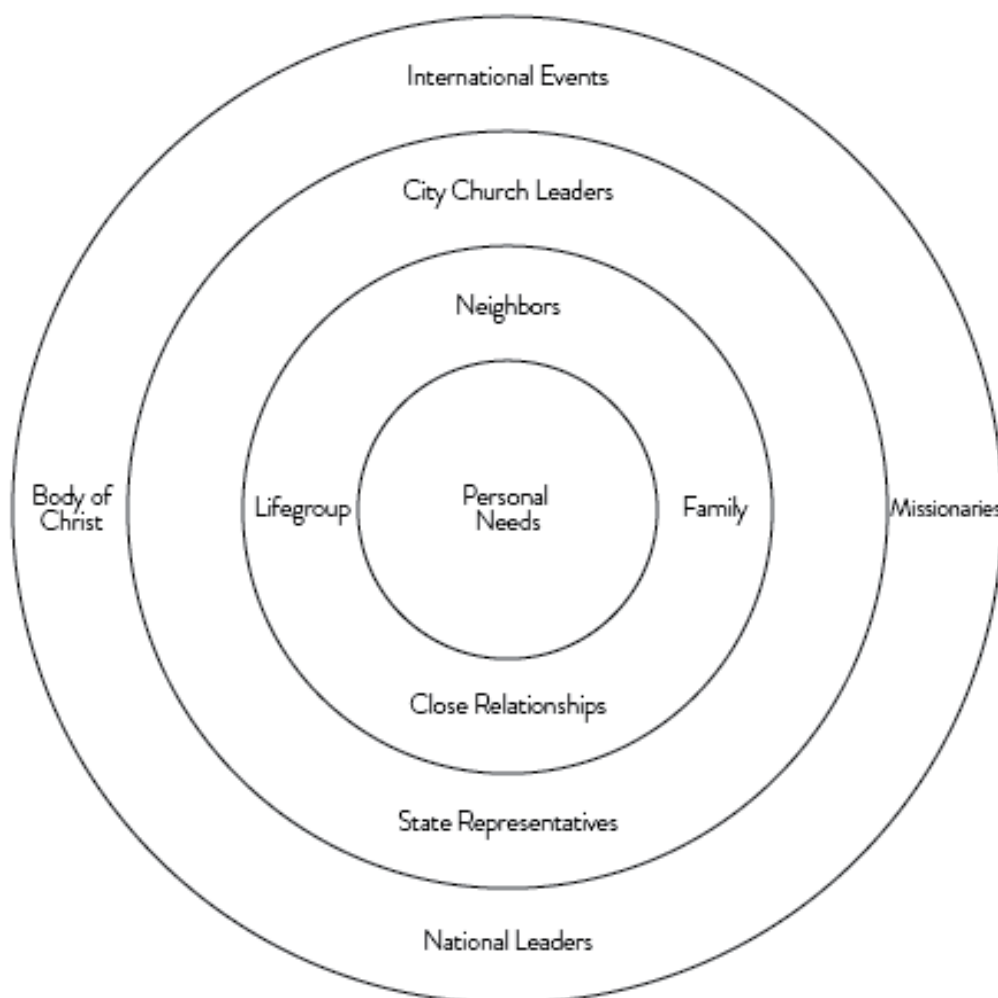 International Events
City Church Leaders
Neighbors
Body of
Christ
Lifegroup
Personal
Needs
Family
Missionaries
Close Relationships
State Representatives
National Leaders